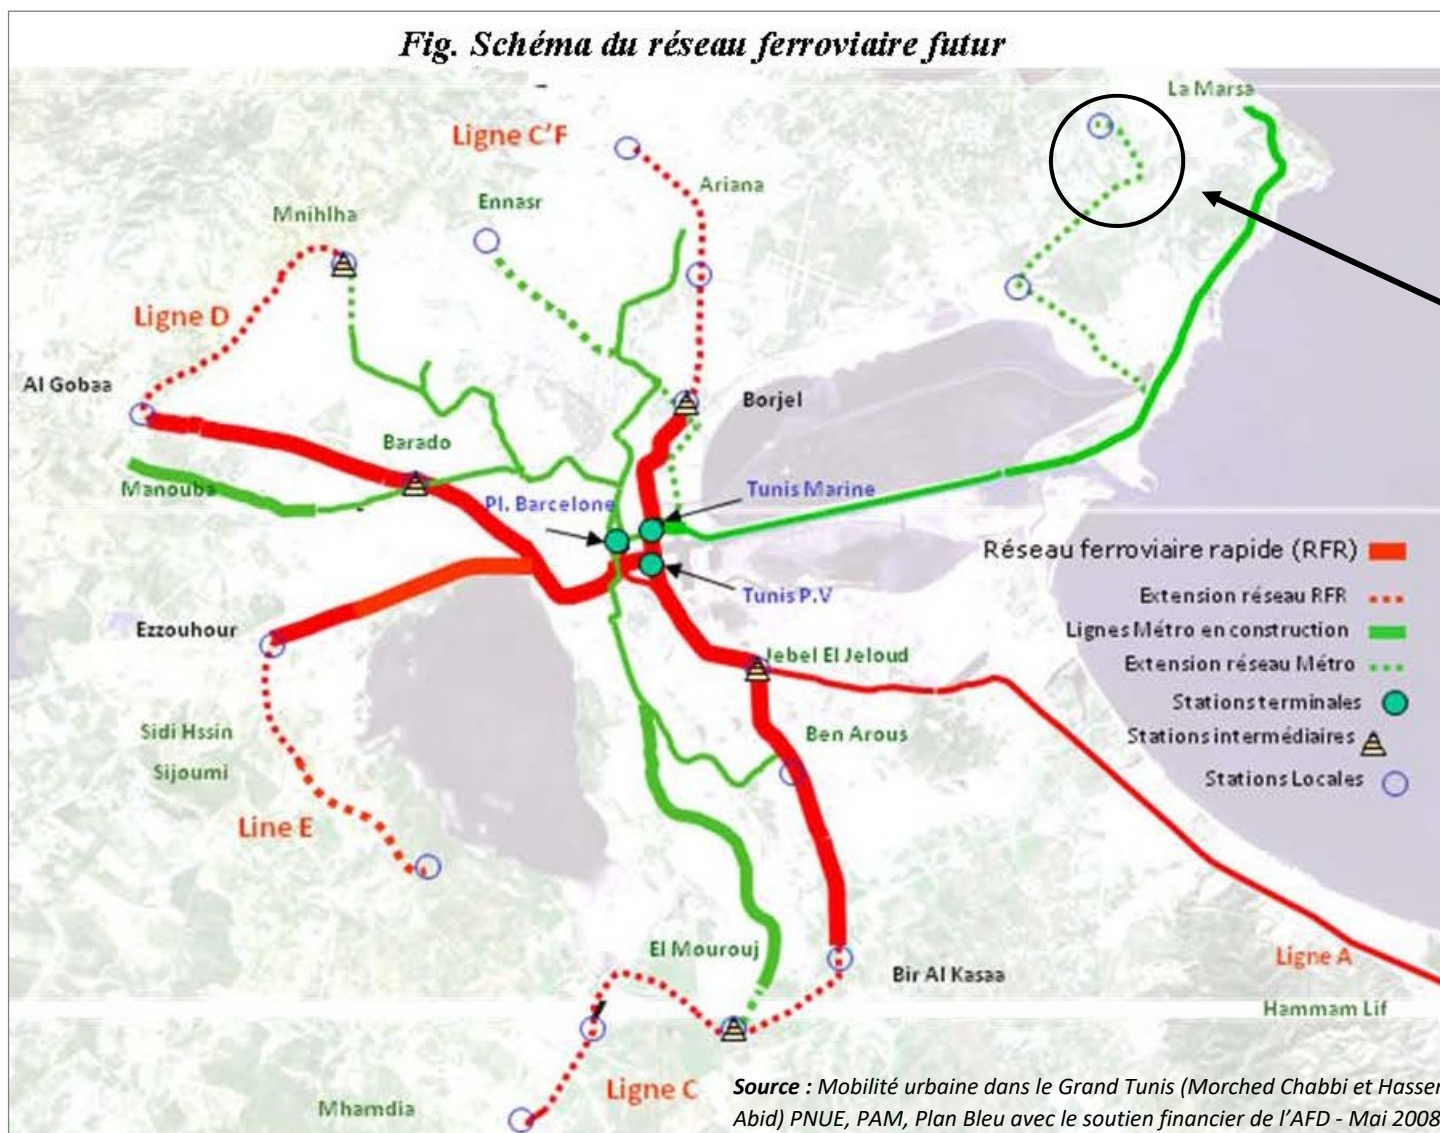 Fig. Schéma du réseau ferroviaire futur
La Marsa
Ligne C'F
Ariana
Ennasr
Mnihlha
Ligne D
Al Gobaa
Borjel
Barado
Manouba
Pl. Barcelone
Tunis Marine
Réseau ferroviaire rapide (RFR)
Extension réseau RFR
Tunis P.V
Ezzouhour
Lignes Métro en construction
Jebel El Jeloud
Extension réseau Métro
Stations terminales
Sidi Hssin
Sijoumi
Ben Arous
Stations intermédiaires
Stations Locales
Line E
El Mourouj
Ligne A
Bir Al Kasaa
Hammam Lif
Ligne C
Mhamdia
Source : Mobilité urbaine dans le Grand Tunis (Morched Chabbi et Hassen
Abid) PNUE, PAM, Plan Bleu avec le soutien financier de l'AFD - Mai 2008